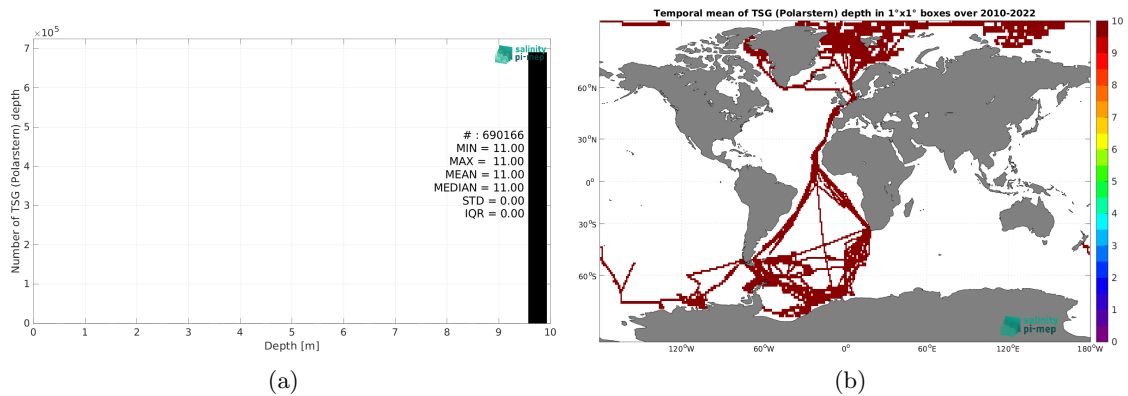 ×10⁵
7
6
5
4
3
2
1
0
Number of TSG (Polarstern) depth
salinity
pi-mep
# : 690166
MIN = 11.00
MAX = 11.00
MEAN = 11.00
MEDIAN = 11.00
STD = 0.00
IQR = 0.00
0 1 2 3 4 5 6 7 8 9 10
Depth [m]
(a)
Temporal mean of TSG (Polarstern) depth in 1°x1° boxes over 2010-2022
60°N
30°N
0°
30°S
60°S
120°W 60°W 0° 60°E 120°E 180°W
salinity
pi-mep
10
9
8
7
6
5
4
3
2
1
0
(b)